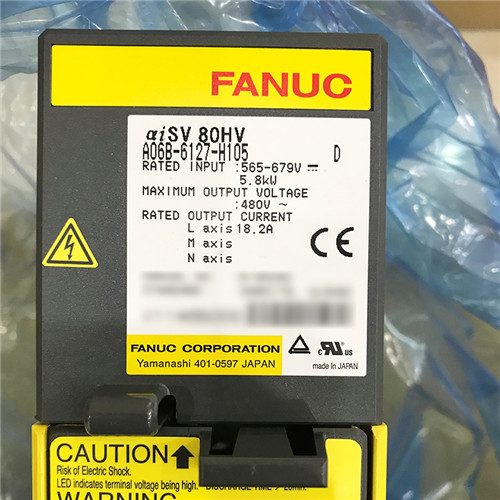 FANUC
αiSV 80HV
A06B-6127-H105 D
RATED INPUT :565-679V⎓
5.8kW
MAXIMUM OUTPUT VOLTAGE
:480V ~
RATED OUTPUT CURRENT
L axis 18.2A
M axis
N axis
CE
FANUC CORPORATION
Yamanashi 401-0597 JAPAN
c RU us
made in JAPAN
CAUTION
Risk of Electric Shock.
LED indicates terminal voltage being high.
WARNING